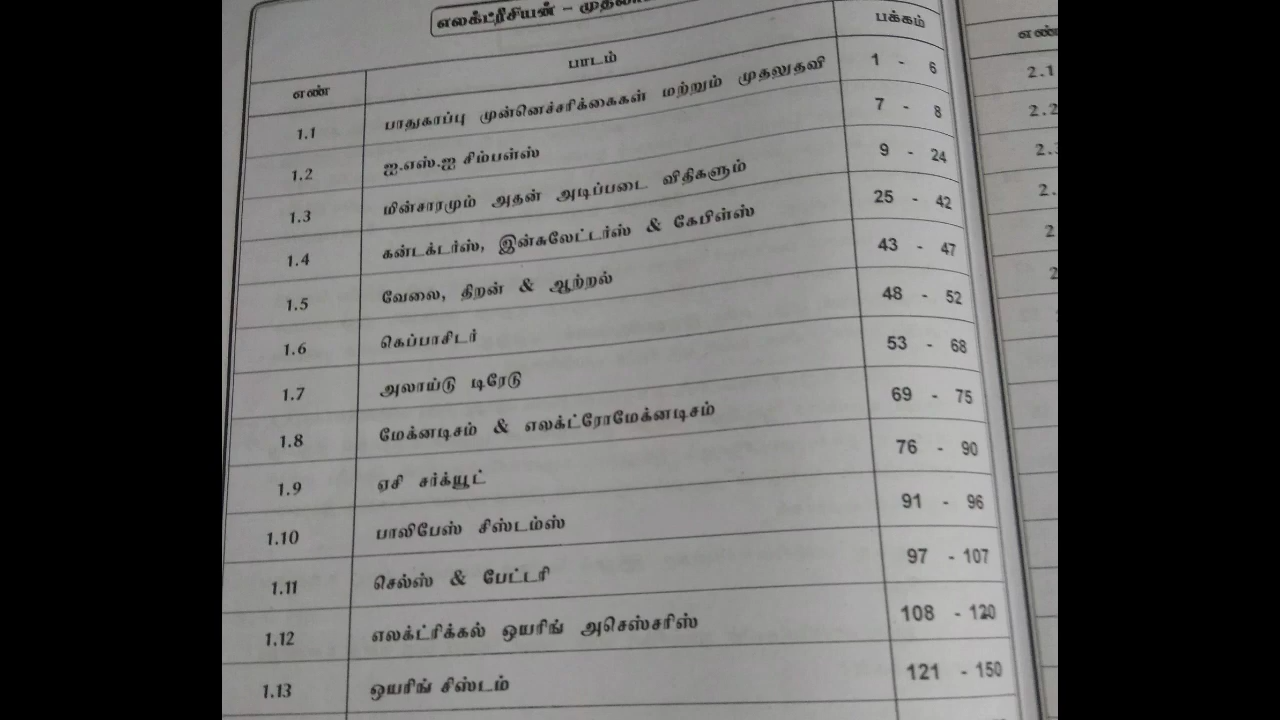 எலக்ட்ரீசியன் -
எண் பாடம் பக்கம்
1.1 பாதுகாப்பு முன்னெச்சரிக்கைகள் மற்றும் முதலுதவி 1 - 6
1.2 ஐ.எஸ்.ஐ சிம்பள்ஸ் 7 - 8
1.3 மின்சாரமும் அதன் அடிப்படை விதிகளும் 9 - 24
1.4 கண்டக்டர்ஸ், இன்சுலேட்டர்ஸ் & கேபிள்ஸ் 25 - 42
1.5 வேலை, திறன் & ஆற்றல் 43 - 47
1.6 கெப்பாசிடர் 48 - 52
1.7 அலாய்டு டிரேடு 53 - 68
1.8 மேக்னடிசம் & எலக்ட்ரோமேக்னடிசம் 69 - 75
1.9 ஏசி சர்க்யூட் 76 - 90
1.10 பாலிபேஸ் சிஸ்டம்ஸ் 91 - 96
1.11 செல்ஸ் & பேட்டரி 97 - 107
1.12 எலக்ட்ரிக்கல் ஒயரிங் அசெஸ்சரிஸ் 108 - 120
1.13 ஒயரிங் சிஸ்டம் 121 - 150
எண்
2.1
2.2